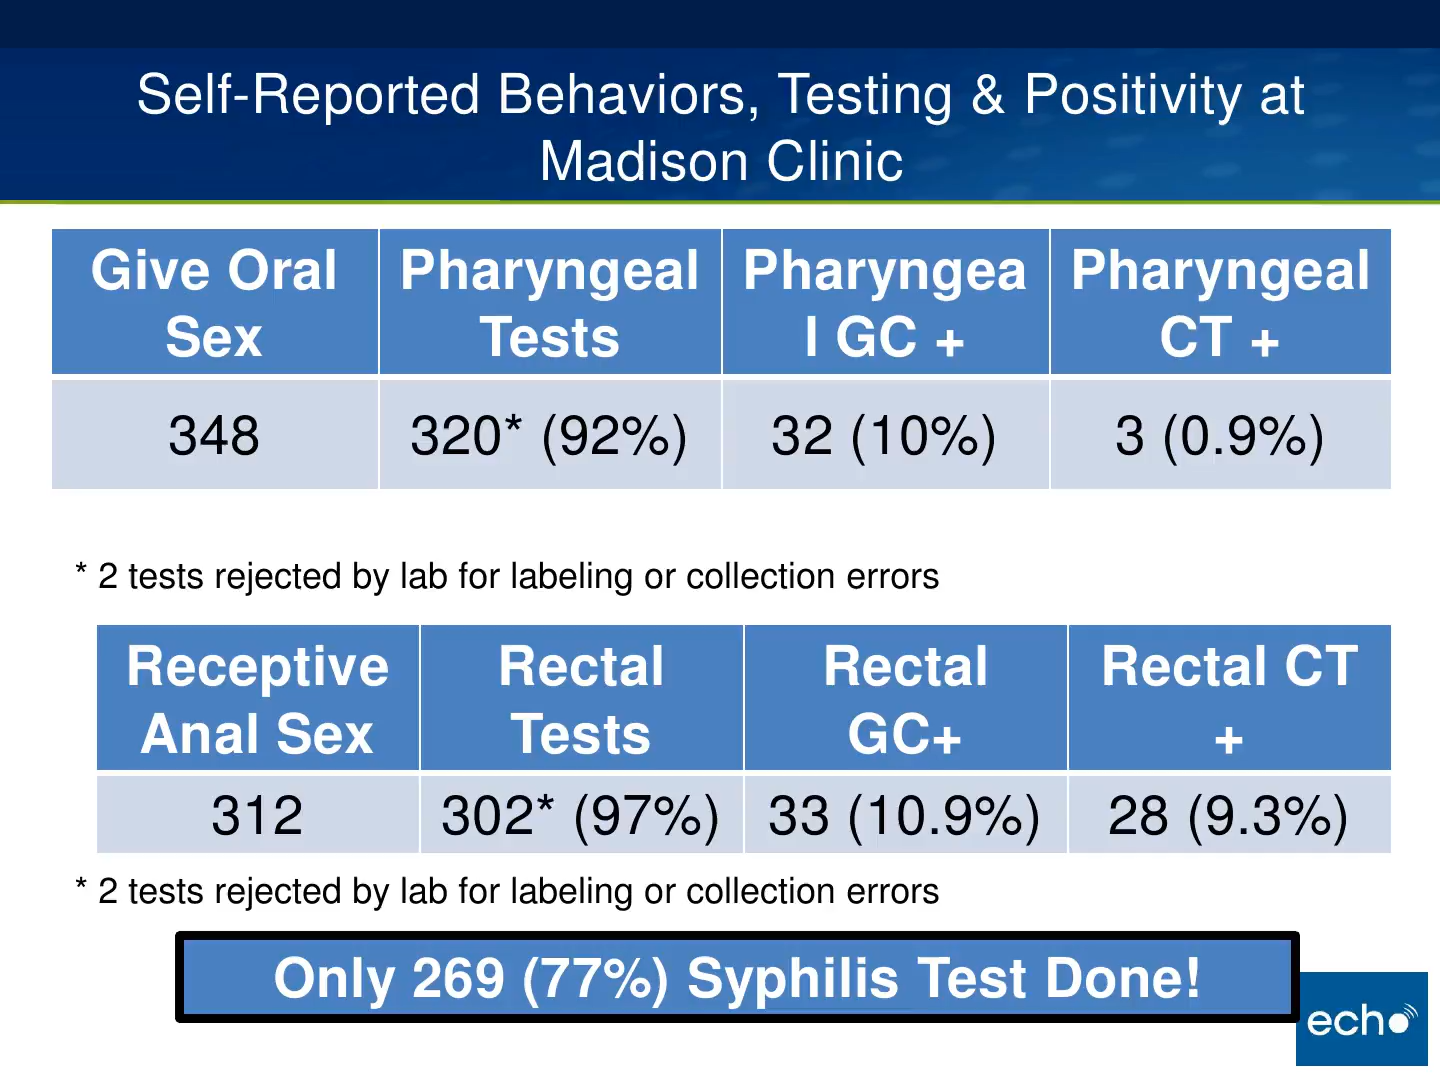 Self-Reported Behaviors, Testing & Positivity at
Madison Clinic
Give Oral Sex
Pharyngeal Tests
Pharyngea l GC +
Pharyngeal CT +
348
320* (92%)
32 (10%)
3 (0.9%)
* 2 tests rejected by lab for labeling or collection errors
Receptive Anal Sex
Rectal Tests
Rectal GC+
Rectal CT +
312
302* (97%)
33 (10.9%)
28 (9.3%)
* 2 tests rejected by lab for labeling or collection errors
Only 269 (77%) Syphilis Test Done!
echo